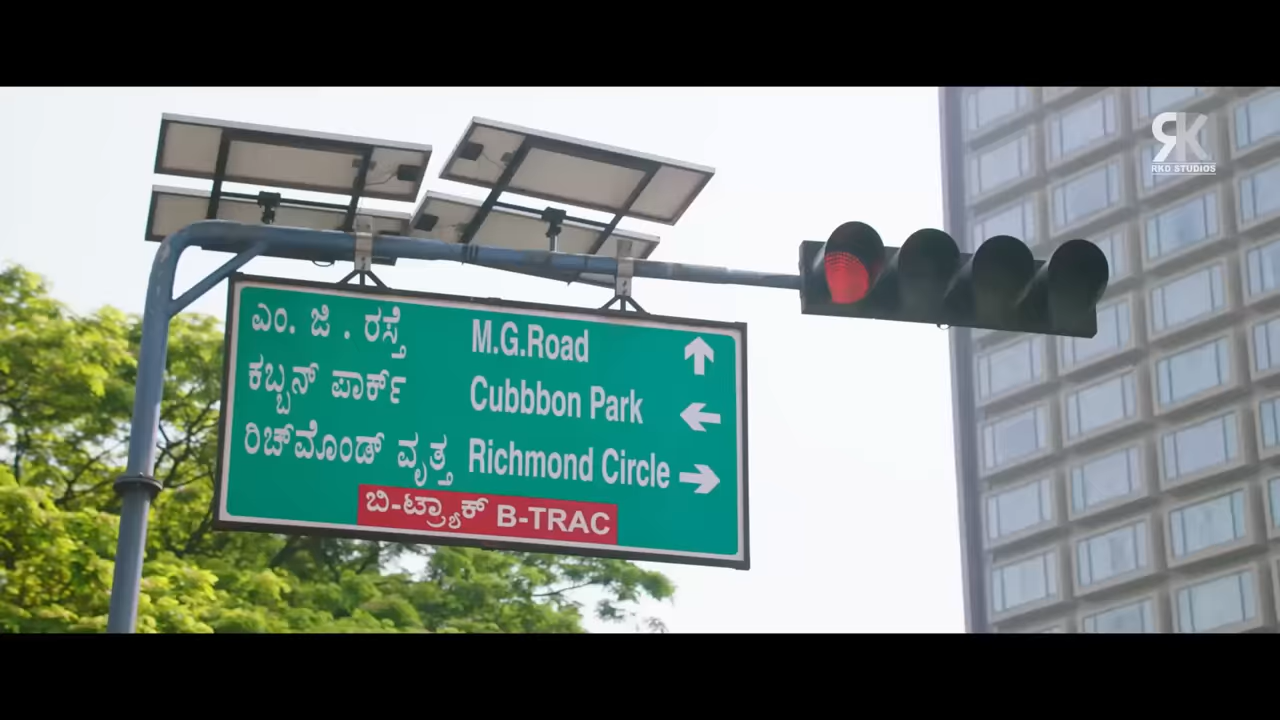 RK
RKD STUDIOS
ಎಂ. ಜಿ . ರಸ್ತೆ M.G.Road
ಕಬ್ಬನ್ ಪಾರ್ಕ್ Cubbbon Park
ರಿಚ್‌ಮೊಂಡ್ ವೃತ್ತ Richmond Circle
ಬಿ-ಟ್ರ್ಯಾಕ್ B-TRAC